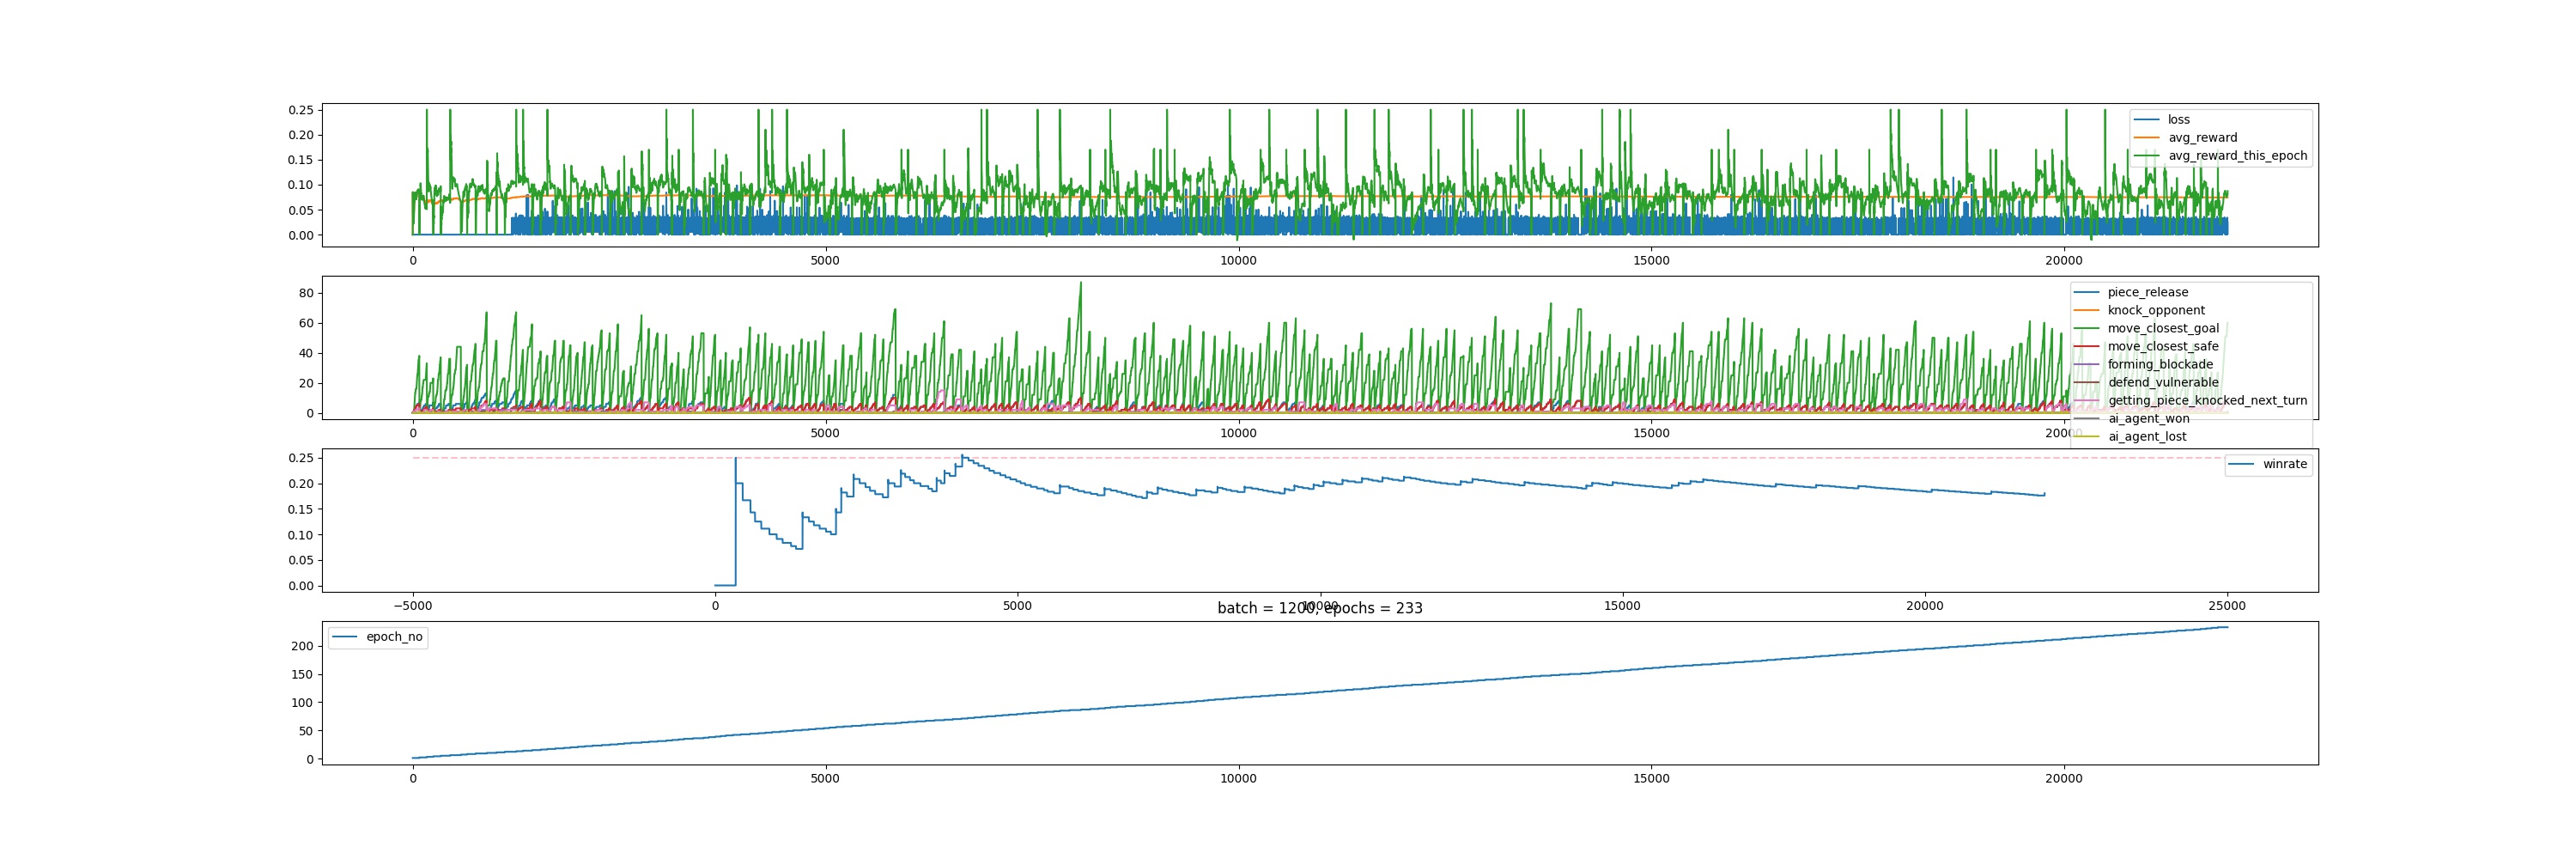 0.25
0.20
0.15
0.10
0.05
0.00
loss
avg_reward
avg_reward_this_epoch
0 5000 10000 15000 20000
80
60
40
20
0
piece_release
knock_opponent
move_closest_goal
move_closest_safe
forming_blockade
defend_vulnerable
getting_piece_knocked_next_turn
ai_agent_won
ai_agent_lost
0 5000 10000 15000 20000
0.25
0.20
0.15
0.10
0.05
0.00
winrate
−5000 0 5000 10000 15000 20000 25000
batch = 1200, epochs = 233
200
150
100
50
0
epoch_no
0 5000 10000 15000 20000